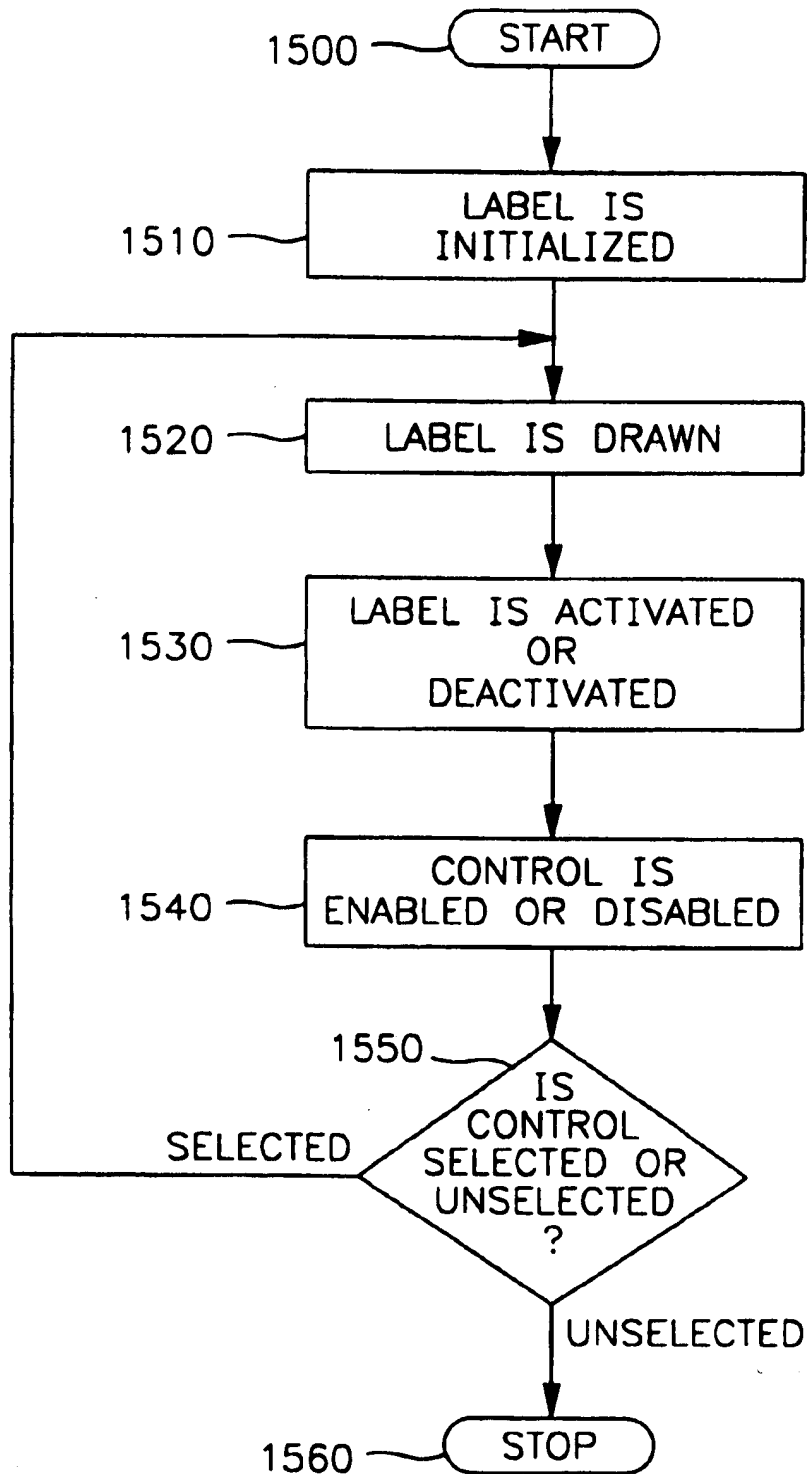 1500
START
1510
LABEL IS
INITIALIZED
1520
LABEL IS DRAWN
1530
LABEL IS ACTIVATED
OR
DEACTIVATED
1540
CONTROL IS
ENABLED OR DISABLED
1550
IS
CONTROL
SELECTED OR
UNSELECTED
?
SELECTED
UNSELECTED
1560
STOP